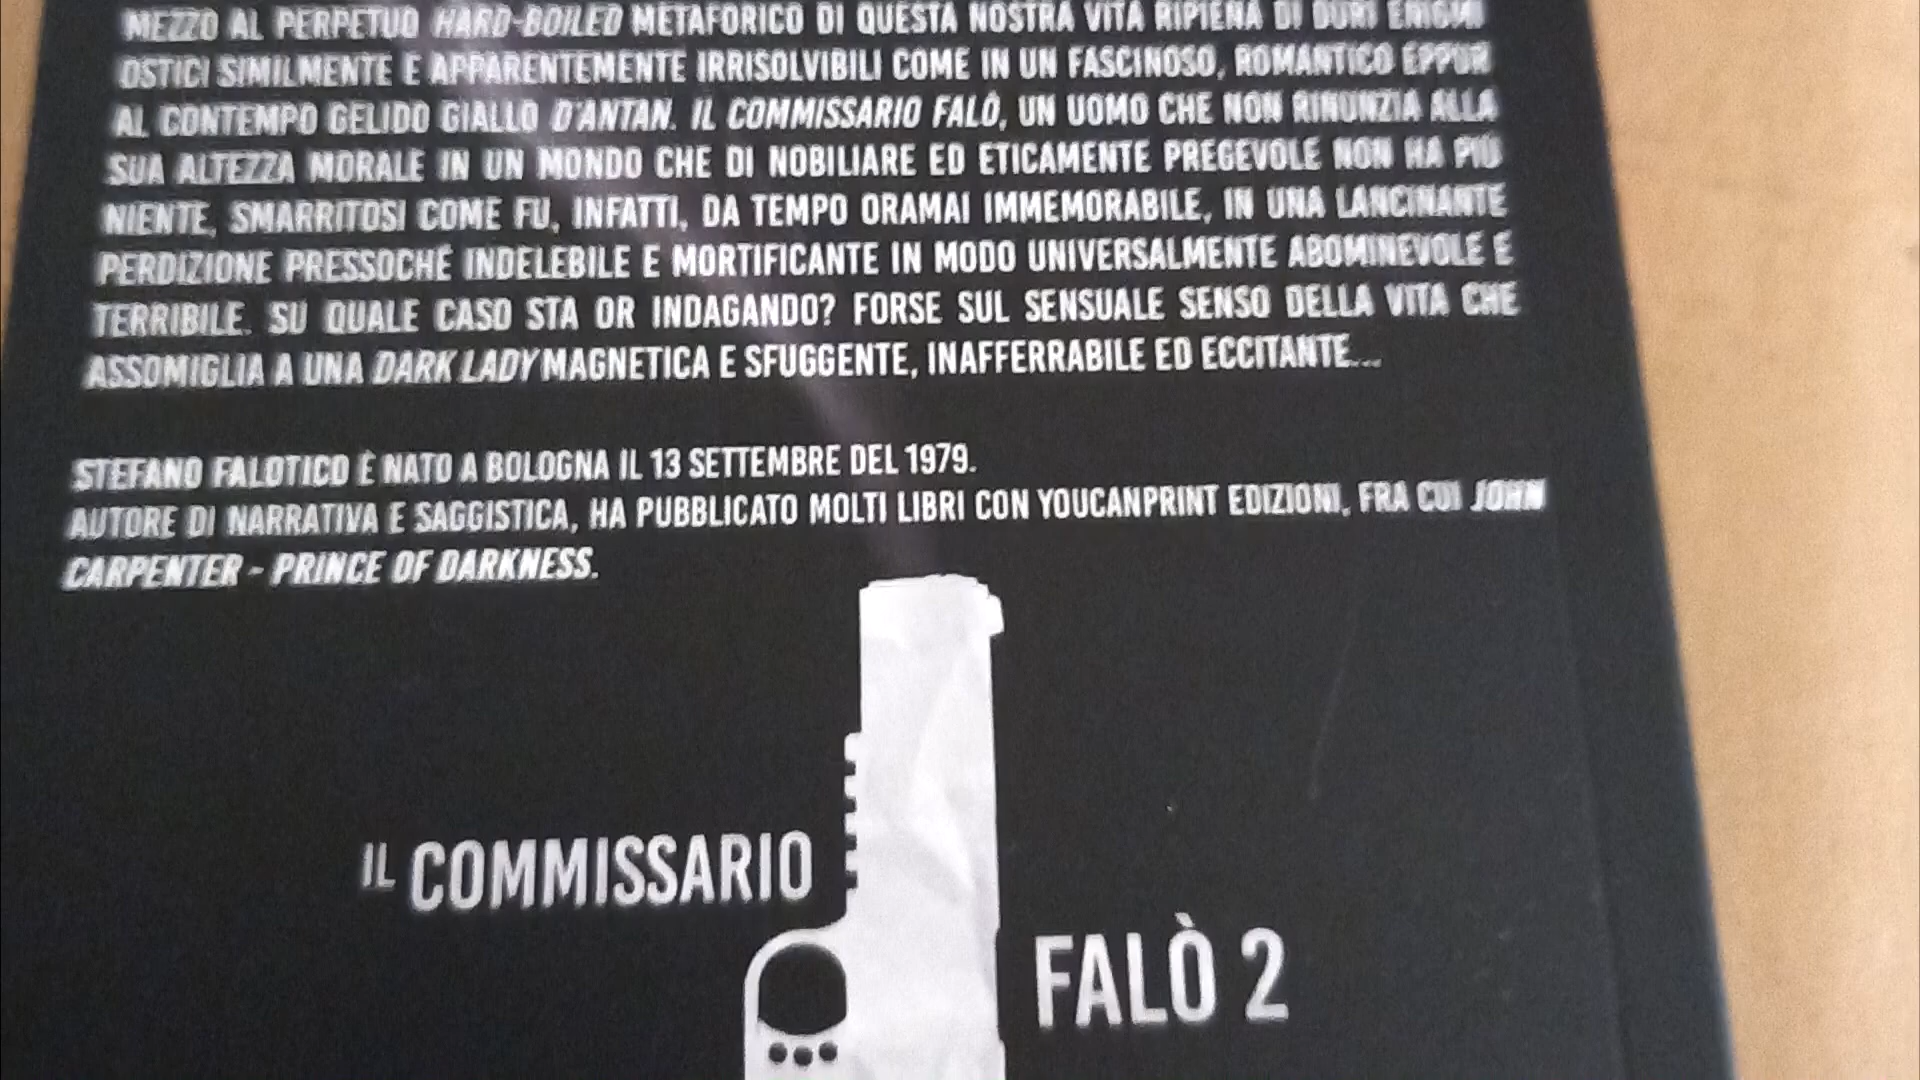 MEZZO AL PERPETUO HARD-BOILED METAFORICO DI QUESTA NOSTRA VITA RIPIENA DI DURI ENIGMI
OSTICI SIMILMENTE E APPARENTEMENTE IRRISOLVIBILI COME IN UN FASCINOSO, ROMANTICO EPPUR
AL CONTEMPO GELIDO GIALLO D'ANTAN. IL COMMISSARIO FALÒ, UN UOMO CHE NON RINUNZIA ALLA
SUA ALTEZZA MORALE IN UN MONDO CHE DI NOBILIARE ED ETICAMENTE PREGEVOLE NON HA PIÙ
NIENTE, SMARRITOSI COME FU, INFATTI, DA TEMPO ORAMAI IMMEMORABILE, IN UNA LANCINANTE
PERDIZIONE PRESSOCHÉ INDELEBILE E MORTIFICANTE IN MODO UNIVERSALMENTE ABOMINEVOLE E
TERRIBILE. SU QUALE CASO STA OR INDAGANDO? FORSE SUL SENSUALE SENSO DELLA VITA CHE
ASSOMIGLIA A UNA DARK LADY MAGNETICA E SFUGGENTE, INAFFERRABILE ED ECCITANTE...
STEFANO FALOTICO È NATO A BOLOGNA IL 13 SETTEMBRE DEL 1979.
AUTORE DI NARRATIVA E SAGGISTICA, HA PUBBLICATO MOLTI LIBRI CON YOUCANPRINT EDIZIONI, FRA CUI JOHN
CARPENTER - PRINCE OF DARKNESS.
IL COMMISSARIO
FALÒ 2